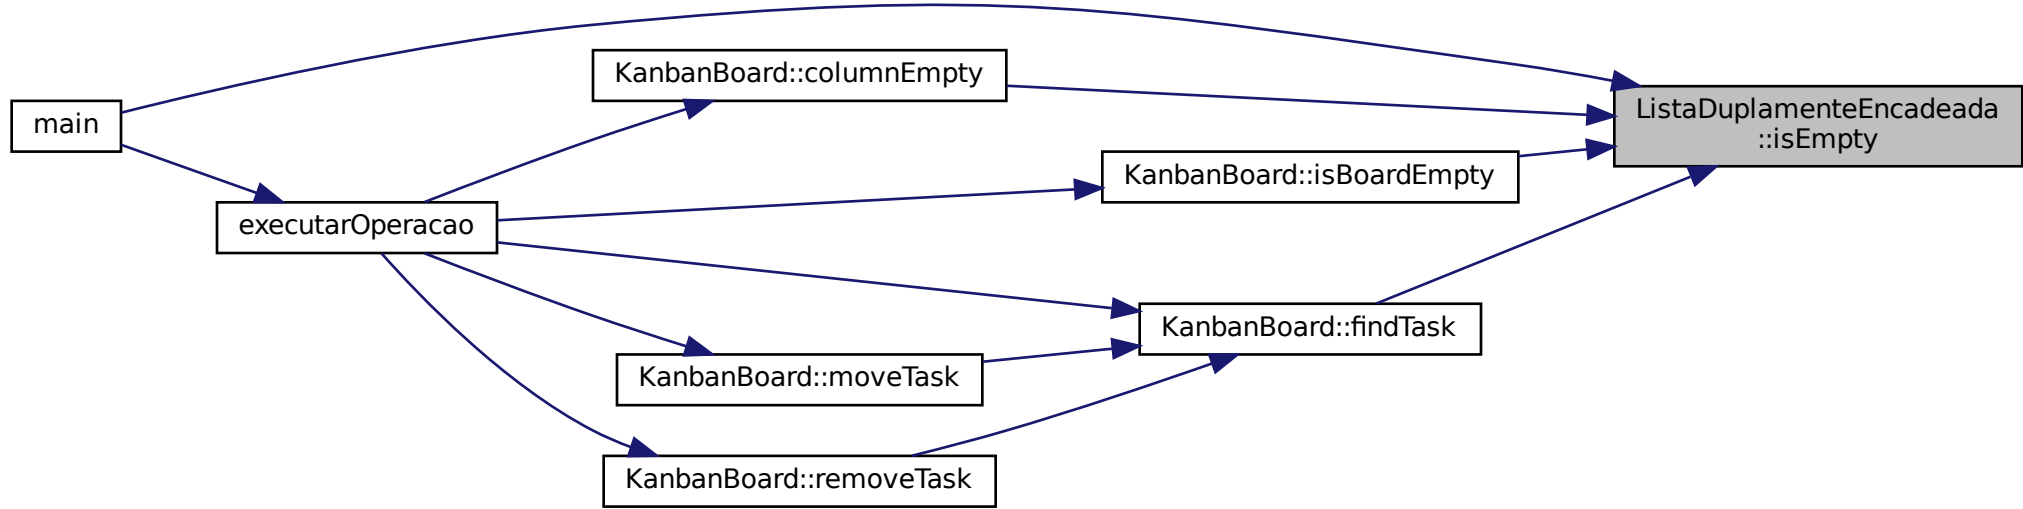 main
executarOperacao
KanbanBoard::columnEmpty
KanbanBoard::isBoardEmpty
KanbanBoard::findTask
KanbanBoard::moveTask
KanbanBoard::removeTask
ListaDuplamenteEncadeada
::isEmpty